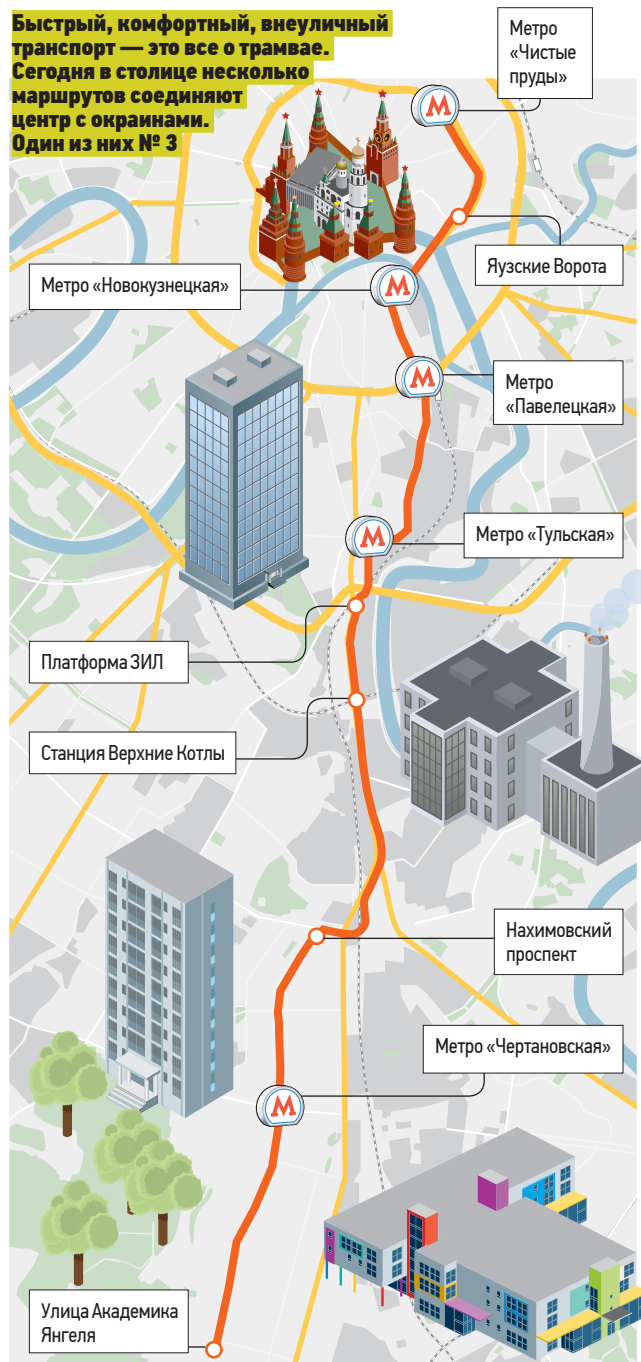 Быстрый, комфортный, внеуличный
транспорт — это все о трамвае.
Сегодня в столице несколько
маршрутов соединяют
центр с окраинами.
Один из них № 3
Метро
«Чистые
пруды»
Яузские Ворота
Метро «Новокузнецкая»
Метро
«Павелецкая»
Метро «Тульская»
Платформа ЗИЛ
Станция Верхние Котлы
Нахимовский
проспект
Метро «Чертановская»
Улица Академика
Янгеля